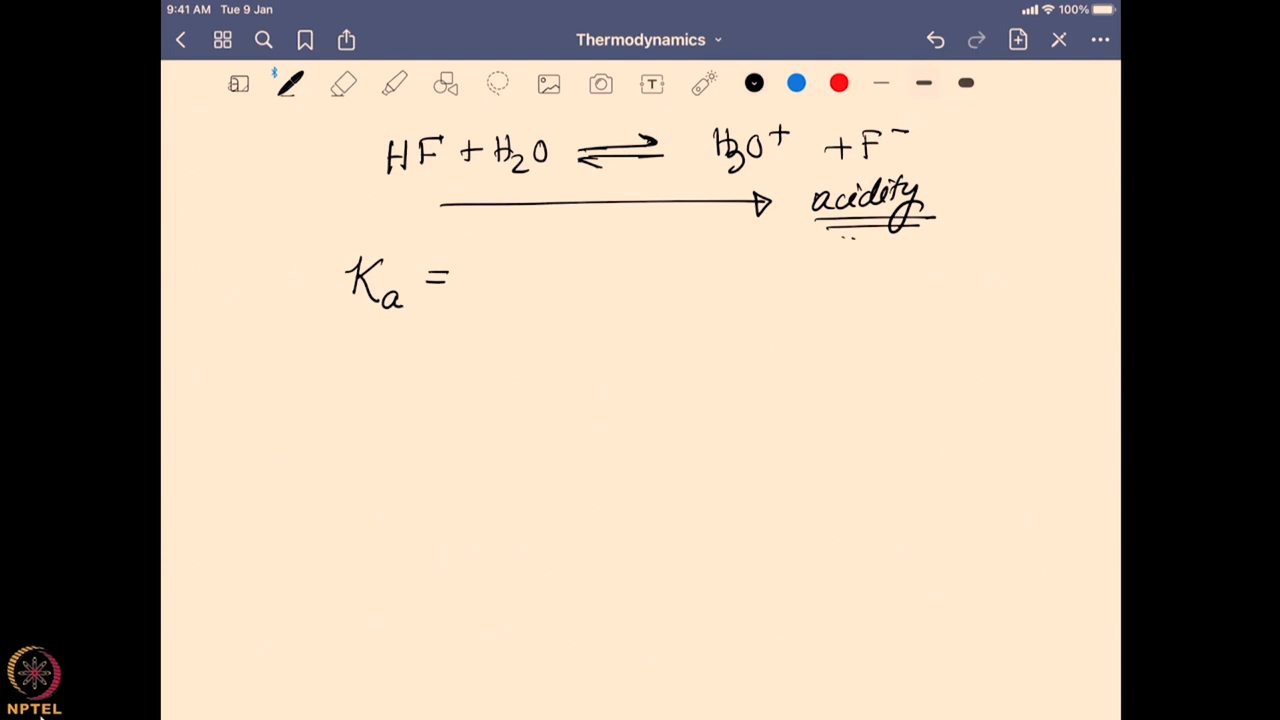 9:41 AM Tue 9 Jan 100%
Thermodynamics
T
HF + H₂O ⇌ H₃O⁺ + F⁻
acidity
Kₐ =
NPTEL